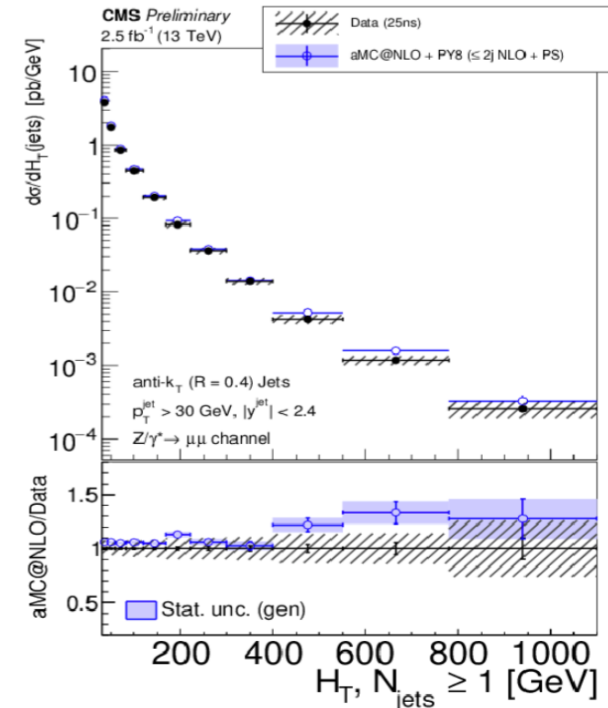 CMS Preliminary
2.5 fb⁻¹ (13 TeV)
Data (25ns)
aMC@NLO + PY8 (≤ 2j NLO + PS)
dσ/dH_T(jets) [pb/GeV]
10
1
10⁻¹
10⁻²
10⁻³
10⁻⁴
anti-k_T (R = 0.4) Jets
p_T^jet > 30 GeV, |y^jet| < 2.4
Z/γ*→ μμ channel
aMC@NLO/Data
1.5
1
0.5
Stat. unc. (gen)
200 400 600 800 1000
H_T, N_jets ≥ 1 [GeV]